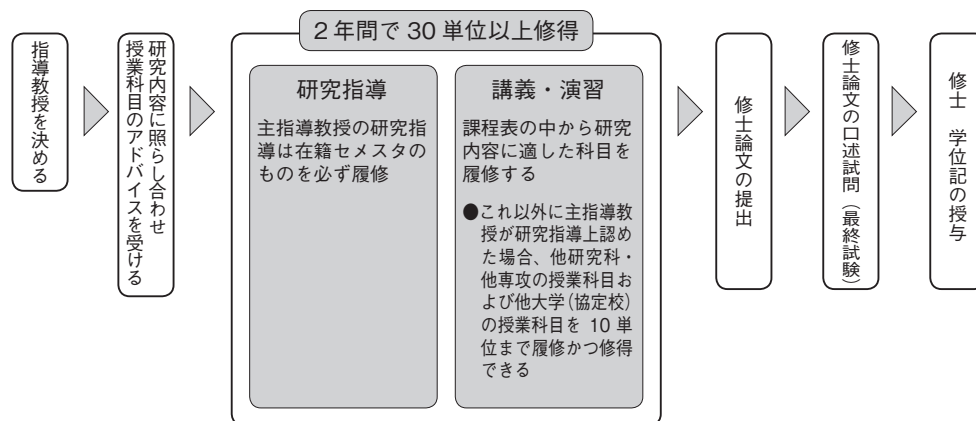 指導教授を決める
研究内容に照らし合わせ
授業科目のアドバイスを受ける
2年間で30単位以上修得
研究指導
主指導教授の研究指
導は在籍セメスタの
ものを必ず履修
講義・演習
課程表の中から研究
内容に適した科目を
履修する
●これ以外に主指導教
授が研究指導上認め
た場合、他研究科・
他専攻の授業科目お
よび他大学(協定校)
の授業科目を 10 単
位まで履修かつ修得
できる
修士論文の提出
修士論文の口述試問(最終試験)
修士 学位記の授与